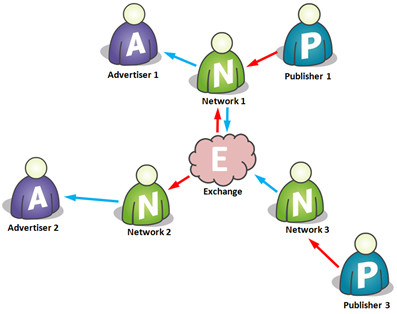 A
N
P
Advertiser 1
Network 1
Publisher 1
E
Exchange
A
N
N
Advertiser 2
Network 2
Network 3
P
Publisher 3